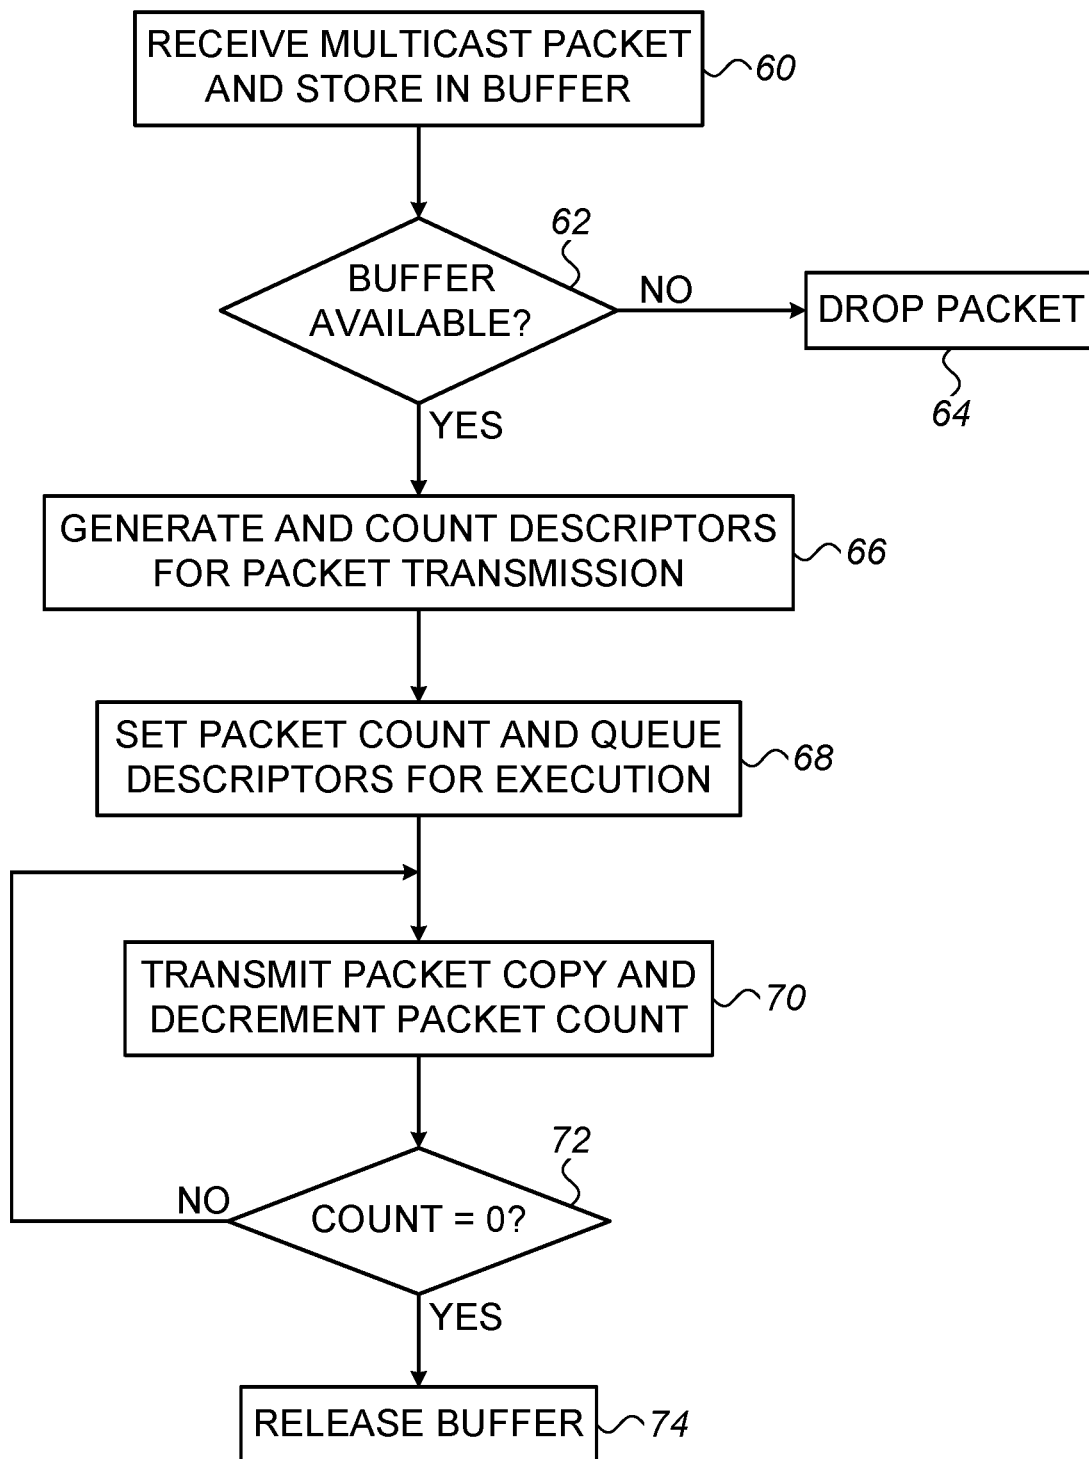 RECEIVE MULTICAST PACKET
AND STORE IN BUFFER
60
62
BUFFER
AVAILABLE?
NO
DROP PACKET
64
YES
GENERATE AND COUNT DESCRIPTORS
FOR PACKET TRANSMISSION
66
SET PACKET COUNT AND QUEUE
DESCRIPTORS FOR EXECUTION
68
TRANSMIT PACKET COPY AND
DECREMENT PACKET COUNT
70
72
NO
COUNT = 0?
YES
RELEASE BUFFER
74